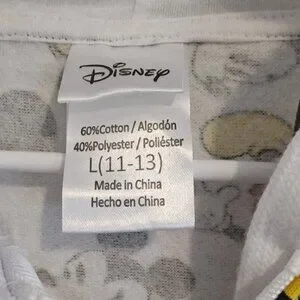 Disney
60%Cotton / Algodón
40%Polyester / Poliéster
L(11-13)
Made in China
Hecho en China